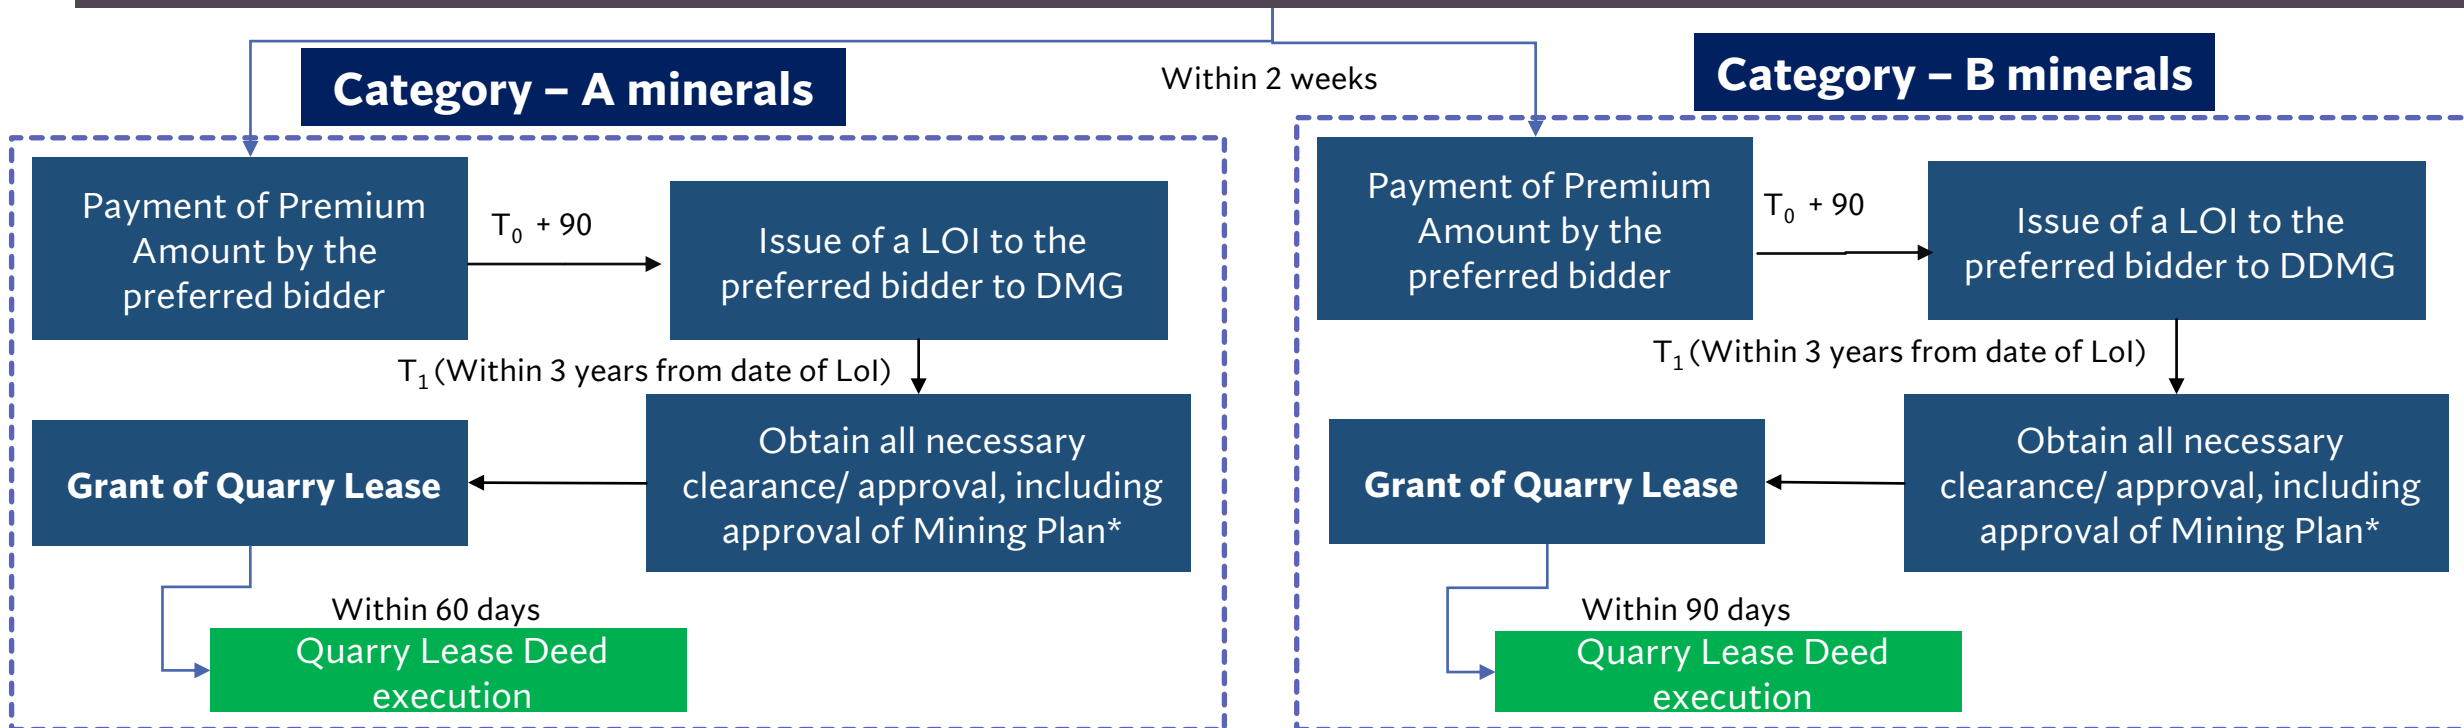 Category – A minerals
Within 2 weeks
Category – B minerals
Payment of Premium
Amount by the
preferred bidder
T₀ + 90
Issue of a LOI to the
preferred bidder to DMG
T₁ (Within 3 years from date of LoI)
Obtain all necessary
clearance/ approval, including
approval of Mining Plan*
Grant of Quarry Lease
Within 60 days
Quarry Lease Deed
execution
Payment of Premium
Amount by the
preferred bidder
T₀ + 90
Issue of a LOI to the
preferred bidder to DDMG
T₁ (Within 3 years from date of LoI)
Obtain all necessary
clearance/ approval, including
approval of Mining Plan*
Grant of Quarry Lease
Within 90 days
Quarry Lease Deed
execution